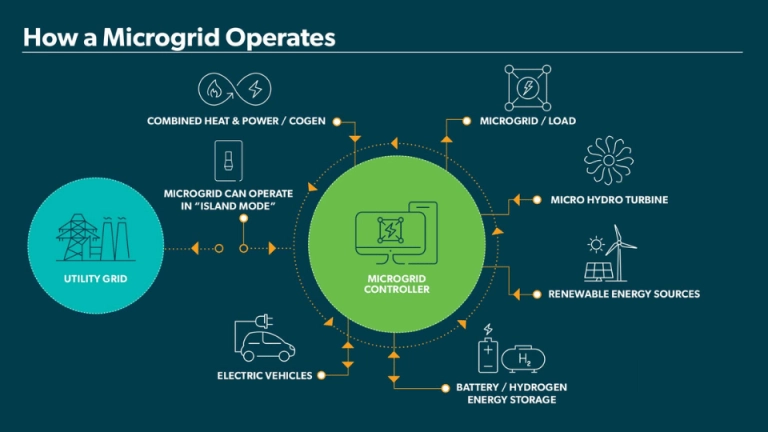 How a Microgrid Operates
COMBINED HEAT & POWER / COGEN
MICROGRID / LOAD
MICROGRID CAN OPERATE
IN “ISLAND MODE”
MICRO HYDRO TURBINE
UTILITY GRID
MICROGRID
CONTROLLER
RENEWABLE ENERGY SOURCES
H₂
ELECTRIC VEHICLES
BATTERY / HYDROGEN
ENERGY STORAGE